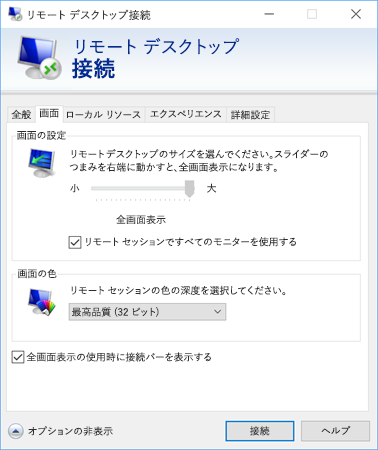 リモート デスクトップ接続
リモート デスクトップ
接続
全般 画面 ローカル リソース エクスペリエンス 詳細設定
画面の設定
リモートデスクトップのサイズを選んでください。スライダーの
つまみを右端に動かすと、全画面表示になります。
小 大
全画面表示
リモート セッションですべてのモニターを使用する
画面の色
リモート セッションの色の深度を選択してください。
最高品質 (32 ビット)
全画面表示の使用時に接続バーを表示する
オプションの非表示 接続 ヘルプ